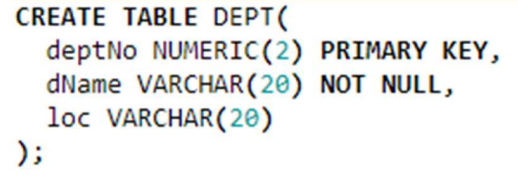 CREATE TABLE DEPT(
  deptNo NUMERIC(2) PRIMARY KEY,
  dName VARCHAR(20) NOT NULL,
  loc VARCHAR(20)
);